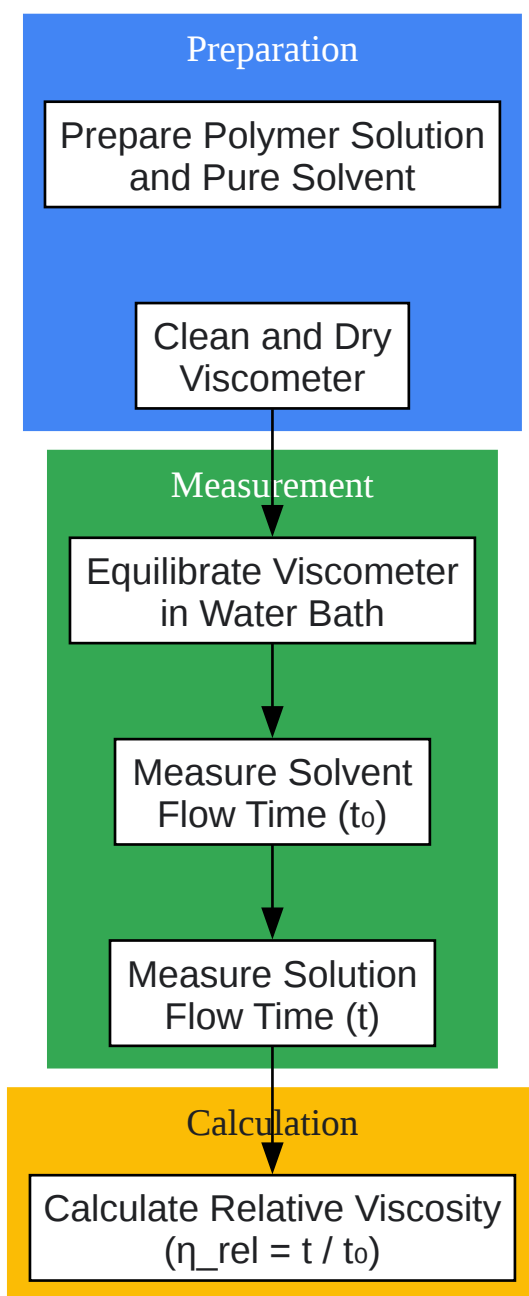 Preparation
Prepare Polymer Solution
and Pure Solvent
Clean and Dry
Viscometer
Measurement
Equilibrate Viscometer
in Water Bath
Measure Solvent
Flow Time (t₀)
Measure Solution
Flow Time (t)
Calculation
Calculate Relative Viscosity
(η_rel = t / t₀)